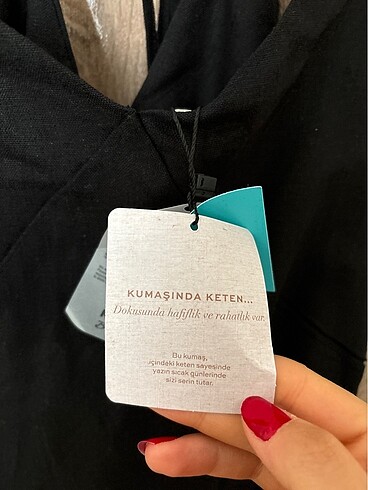 KUMAŞINDA KETEN...
Dokusunda hafiflik ve rahatlık var.
Bu kumaş,
içindeki keten sayesinde
yazın sıcak günlerinde
sizi serin tutar.